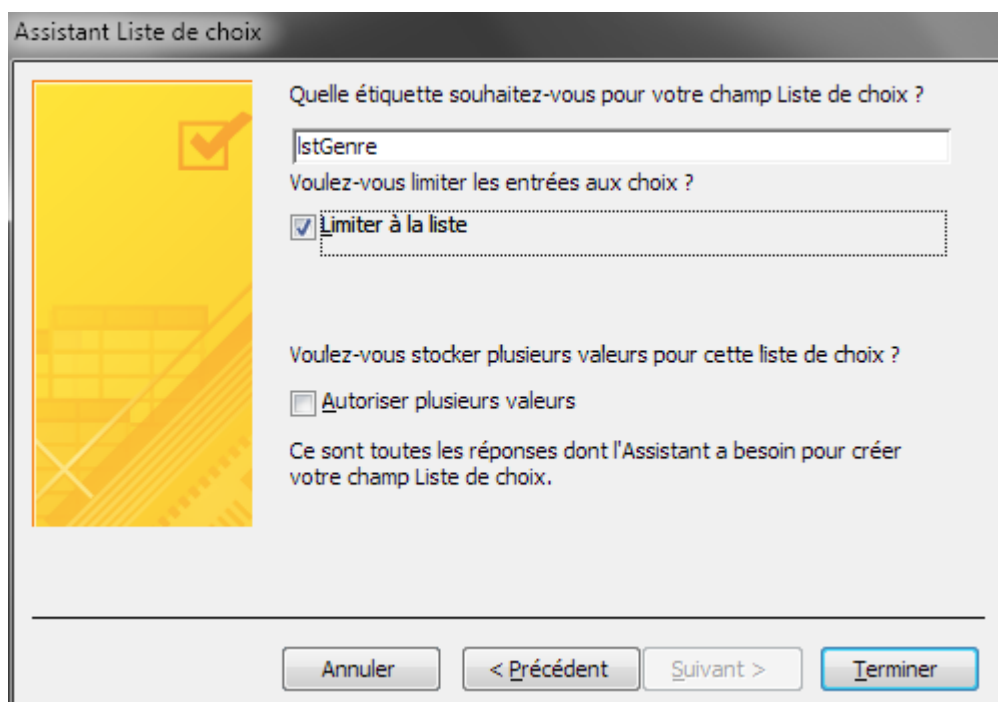 Assistant Liste de choix
Quelle étiquette souhaitez-vous pour votre champ Liste de choix ?
lstGenre
Voulez-vous limiter les entrées aux choix ?
Limiter à la liste
Voulez-vous stocker plusieurs valeurs pour cette liste de choix ?
Autoriser plusieurs valeurs
Ce sont toutes les réponses dont l'Assistant a besoin pour créer
votre champ Liste de choix.
Annuler
< Précédent
Suivant >
Terminer